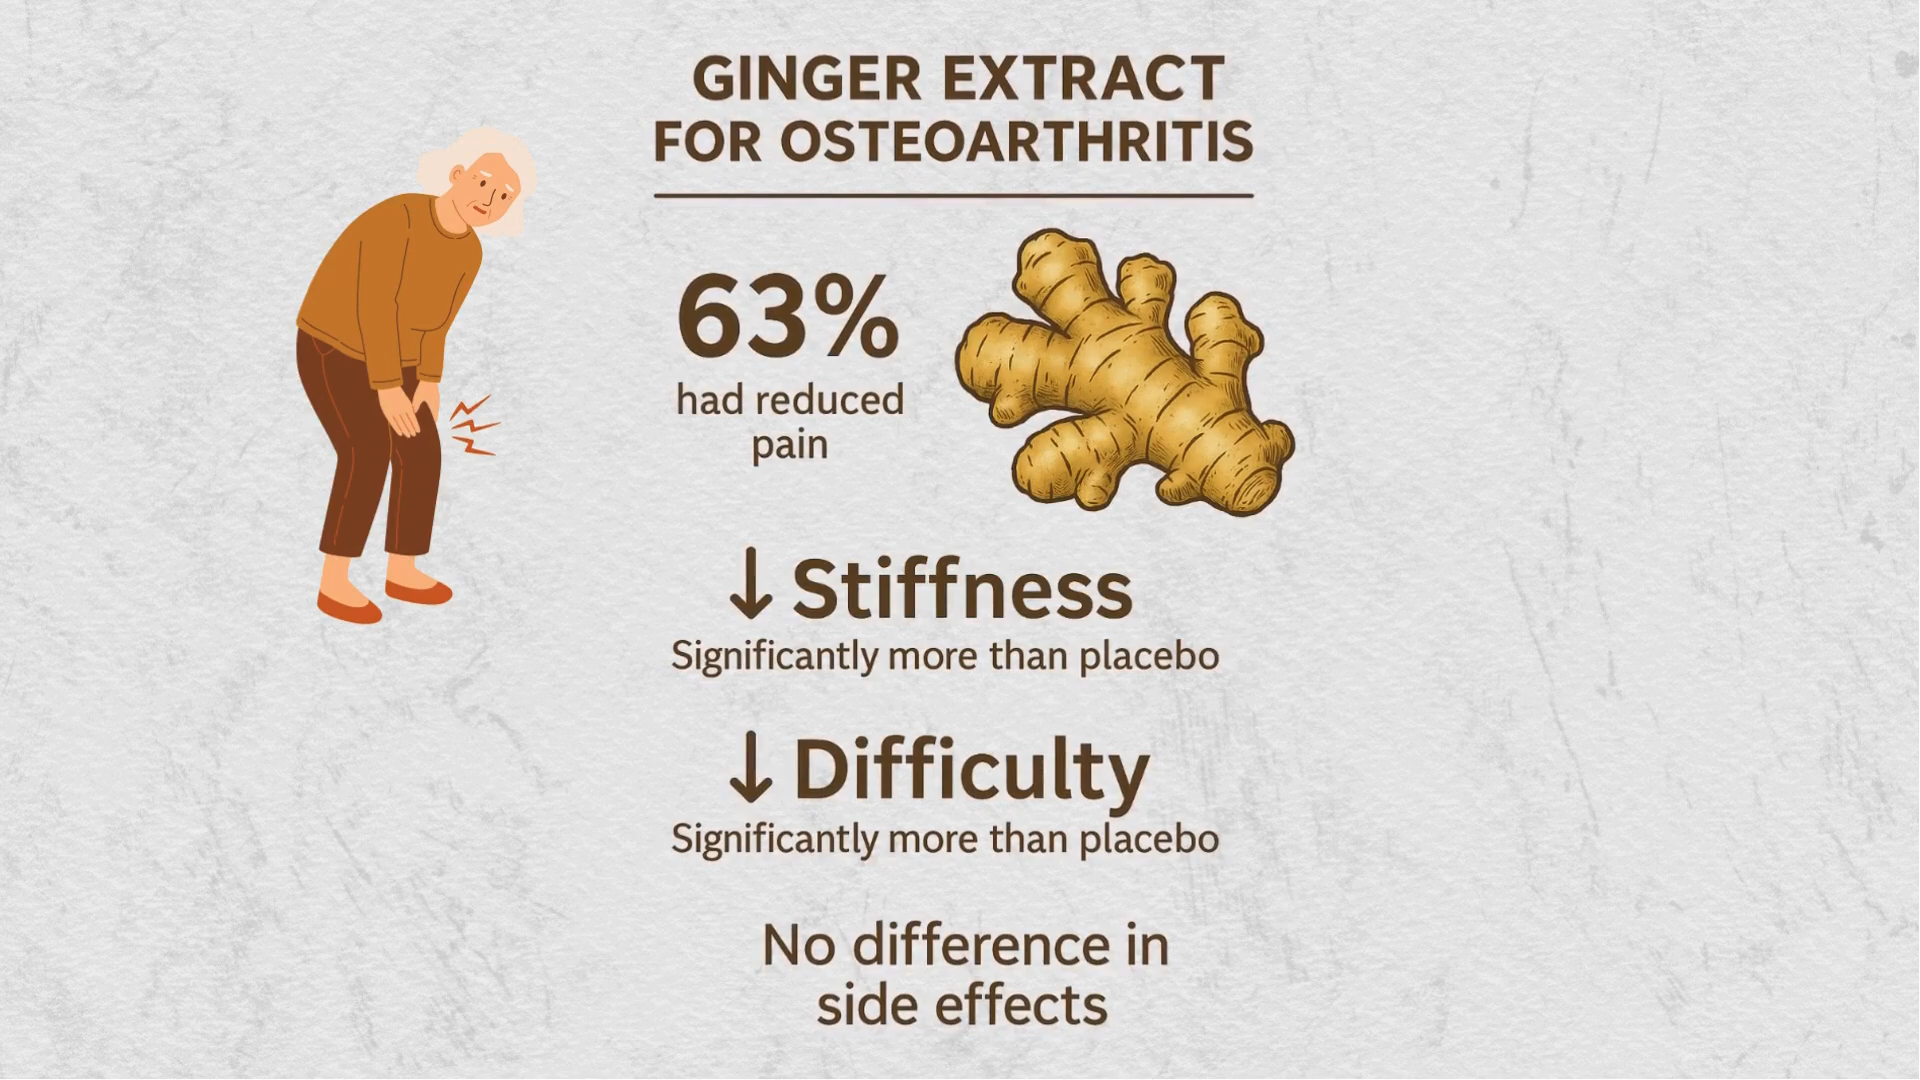 GINGER EXTRACT
FOR OSTEOARTHRITIS
63%
had reduced
pain
↓ Stiffness
Significantly more than placebo
↓ Difficulty
Significantly more than placebo
No difference in
side effects